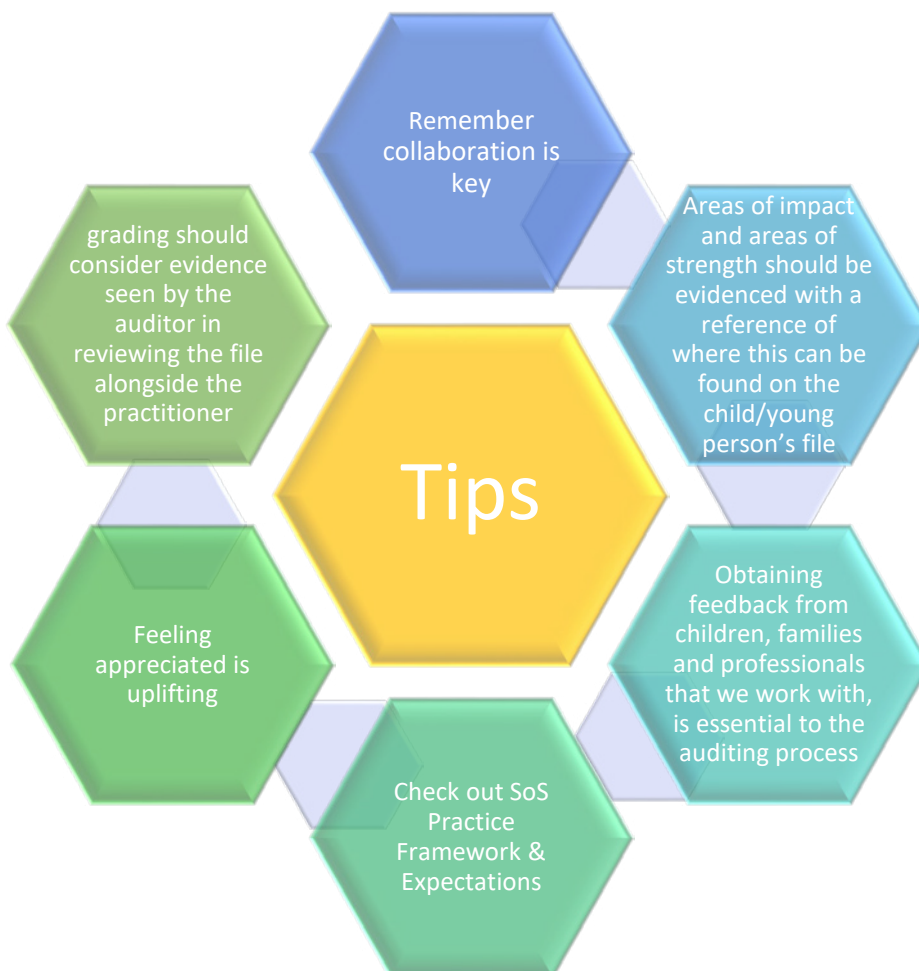 Remember
collaboration is
key
Areas of impact
and areas of
strength should be
evidenced with a
reference of
where this can be
found on the
child/young
person’s file
Obtaining
feedback from
children, families
and professionals
that we work with,
is essential to the
auditing process
Check out SoS
Practice
Framework &
Expectations
Feeling
appreciated is
uplifting
grading should
consider evidence
seen by the
auditor in
reviewing the file
alongside the
practitioner
Tips